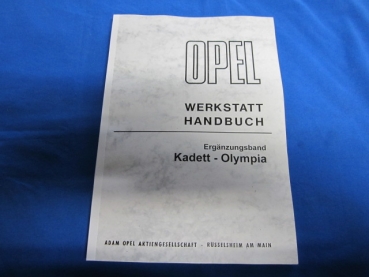 OPEL
WERKSTATT
HANDBUCH
Ergänzungsband
Kadett - Olympia
ADAM OPEL AKTIENGESELLSCHAFT - RÜSSELSHEIM AM MAIN